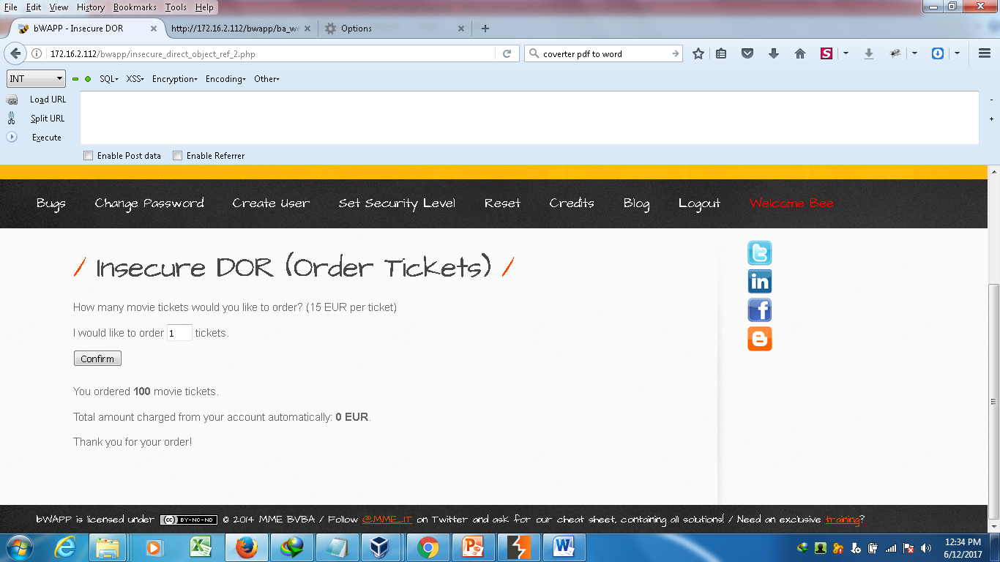 File Edit View History Bookmarks Tools Help
bWAPP - Insecure DOR × http://172.16.2.112/bwapp/ba_we × Options × +
172.16.2.112/bwapp/insecure_direct_object_ref_2.php coverter pdf to word
INT SQL XSS Encryption Encoding Other
Load URL
Split URL
Execute
Enable Post data Enable Referrer
Bugs Change Password Create User Set Security Level Reset Credits Blog Logout Welcome Bee
/ Insecure DOR (Order Tickets) /
How many movie tickets would you like to order? (15 EUR per ticket)
I would like to order 1 tickets.
Confirm
You ordered 100 movie tickets.
Total amount charged from your account automatically: 0 EUR.
Thank you for your order!
bWAPP is licensed under (cc) BY-NC-ND © 2014 MME BVBA / Follow @MME_IT on Twitter and ask for our cheat sheet, containing all solutions! / Need an exclusive training?
12:34 PM
6/12/2017